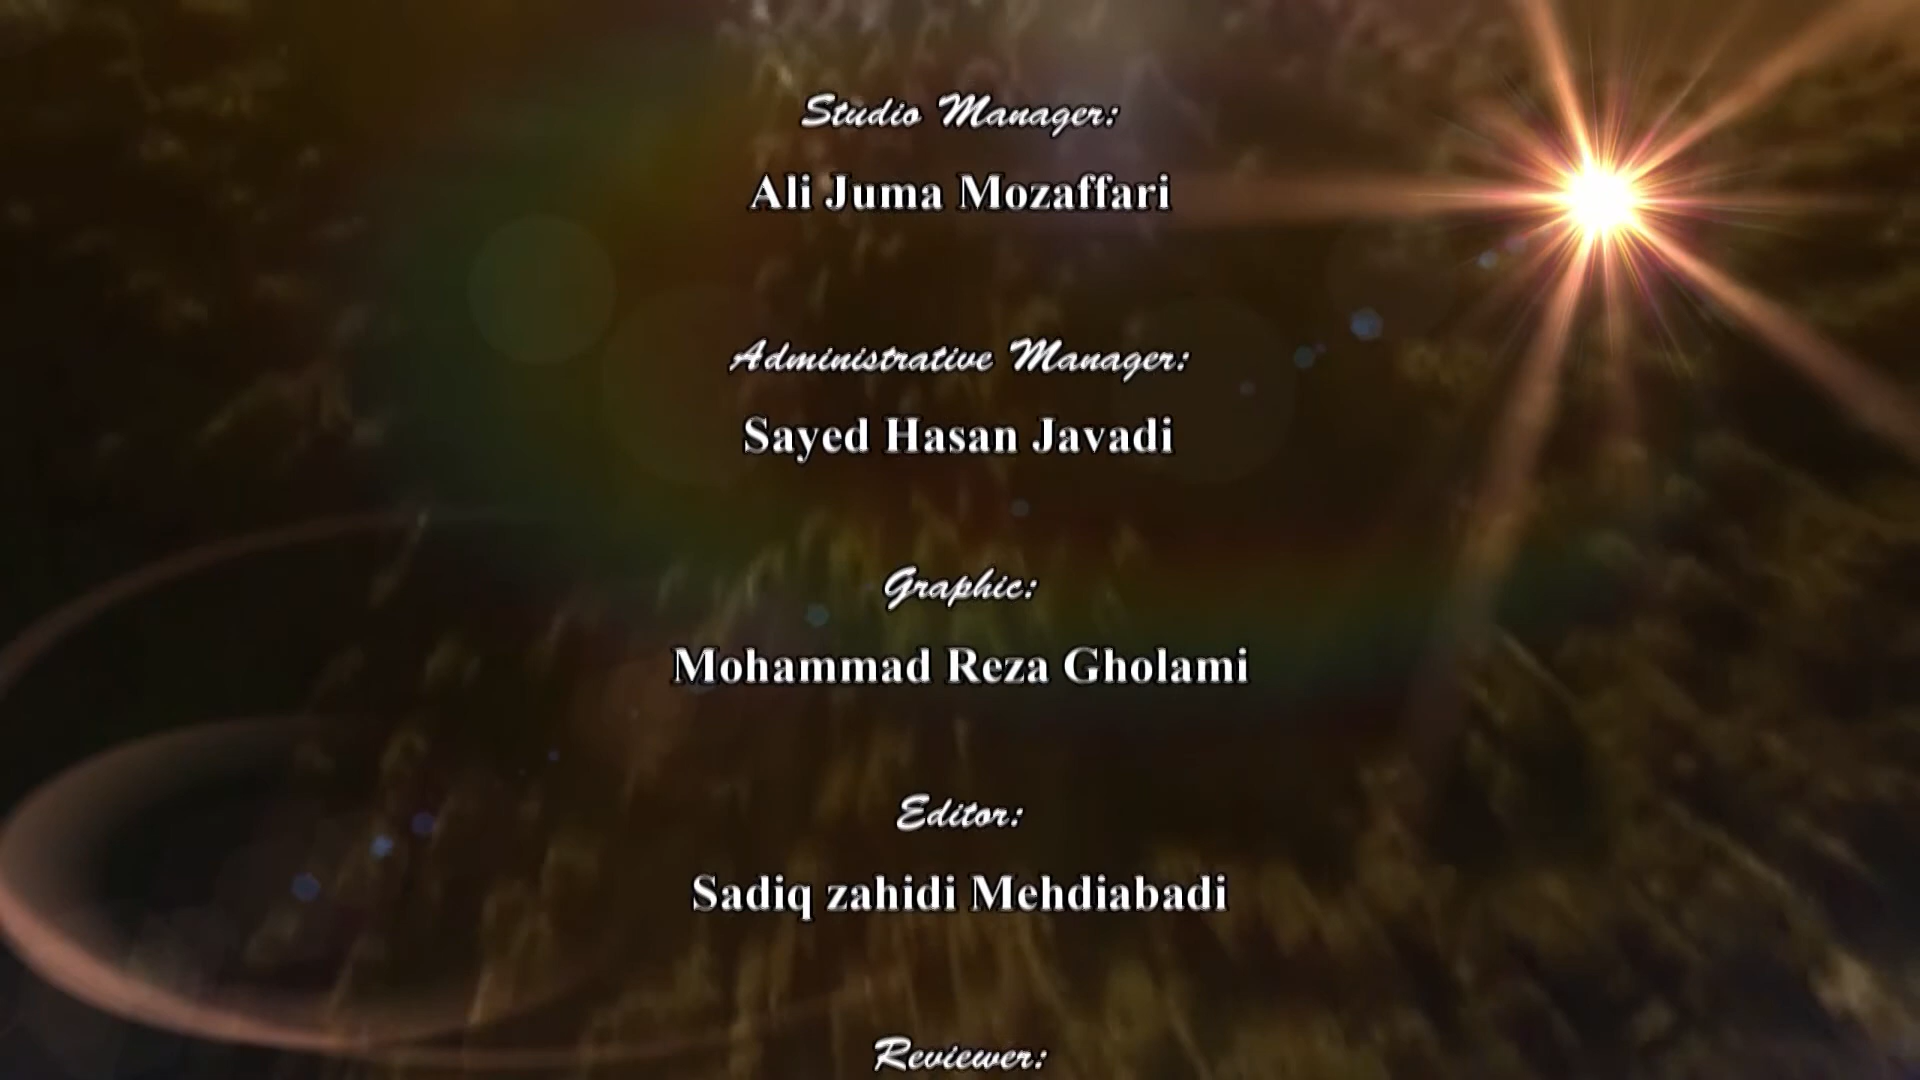 Studio Manager:
Ali Juma Mozaffari
Administrative Manager:
Sayed Hasan Javadi
Graphic:
Mohammad Reza Gholami
Editor:
Sadiq zahidi Mehdiabadi
Reviewer: